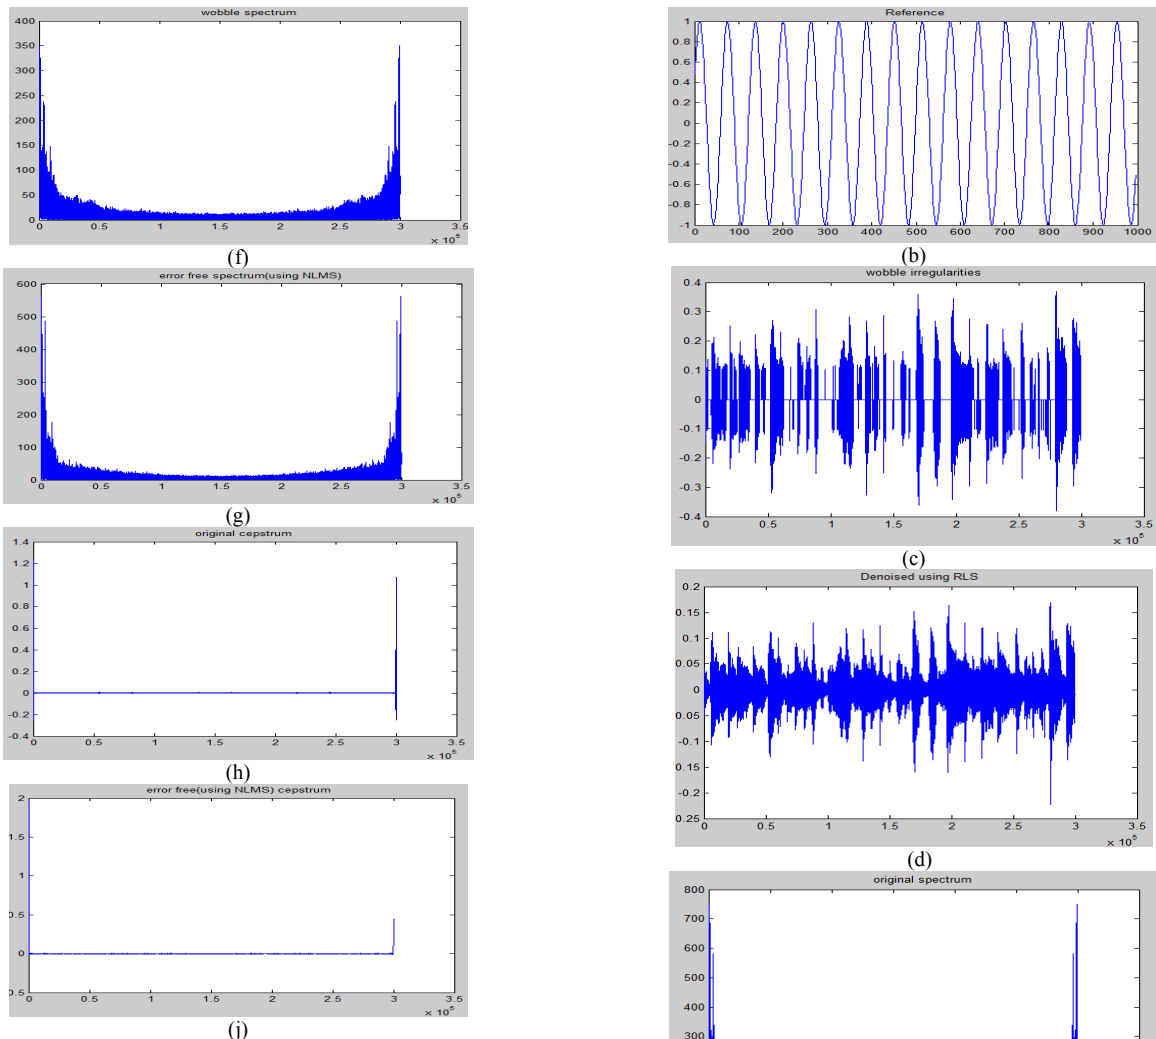 wobble spectrum
400
350
300
250
200
150
100
50
0
0 0.5 1 1.5 2 2.5 3 3.5
x 10^5
(f)
error free spectrum(using NLMS)
600
500
400
300
200
100
0
0 0.5 1 1.5 2 2.5 3 3.5
x 10^5
(g)
original cepstrum
1.4
1.2
1
0.8
0.6
0.4
0.2
0
-0.2
-0.4
0 0.5 1 1.5 2 2.5 3 3.5
x 10^5
(h)
error free(using NLMS) cepstrum
2
1.5
1
0.5
0
0.5
0 0.5 1 1.5 2 2.5 3 3.5
x 10^5
(j)
Reference
1
0.8
0.6
0.4
0.2
0
-0.2
-0.4
-0.6
-0.8
-1
0 100 200 300 400 500 600 700 800 900 1000
(b)
wobble irregularities
0.4
0.3
0.2
0.1
0
-0.1
-0.2
-0.3
-0.4
0 0.5 1 1.5 2 2.5 3 3.5
x 10^5
(c)
Denoised using RLS
0.2
0.15
0.1
0.05
0
0.05
-0.1
0.15
-0.2
0.25
0 0.5 1 1.5 2 2.5 3 3.5
x 10^5
(d)
original spectrum
800
700
600
500
400
300